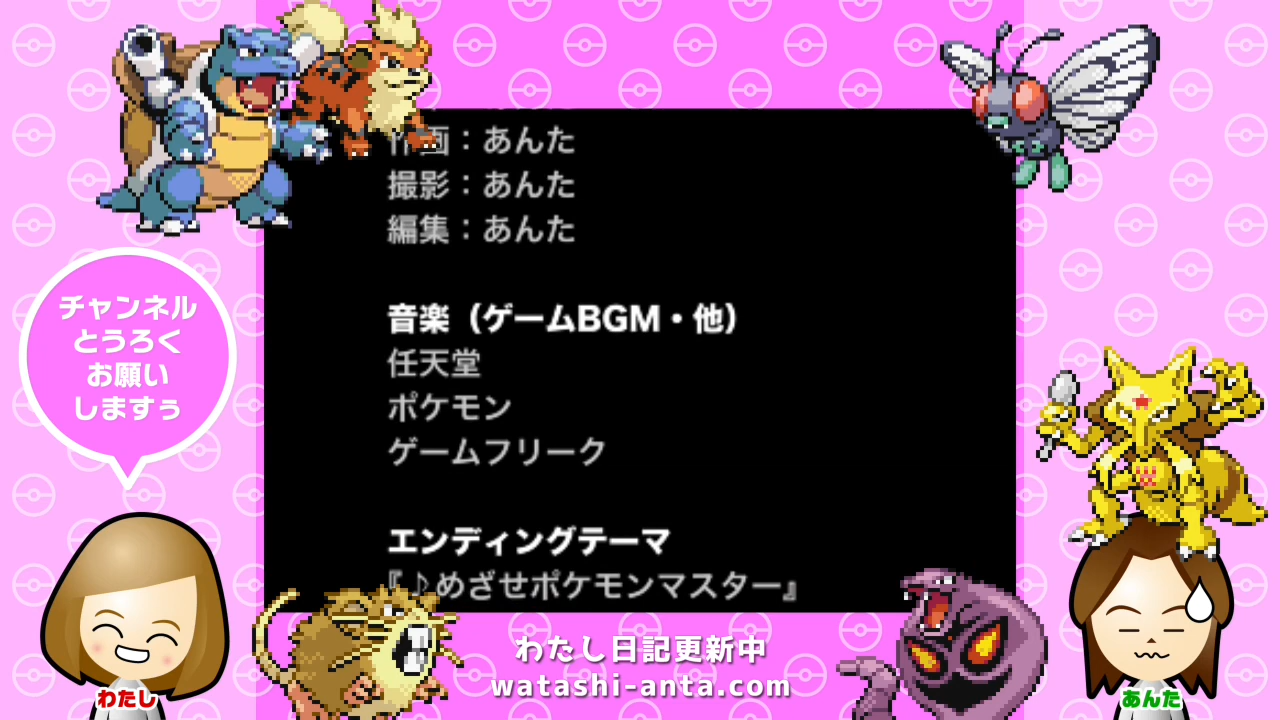 作画：あんた
撮影：あんた
編集：あんた
音楽（ゲームBGM・他）
任天堂
ポケモン
ゲームフリーク
エンディングテーマ
『♪めざせポケモンマスター』
チャンネル
とうろく
お願い
しますぅ
わたし
わたし日記更新中
watashi-anta.com
あんた